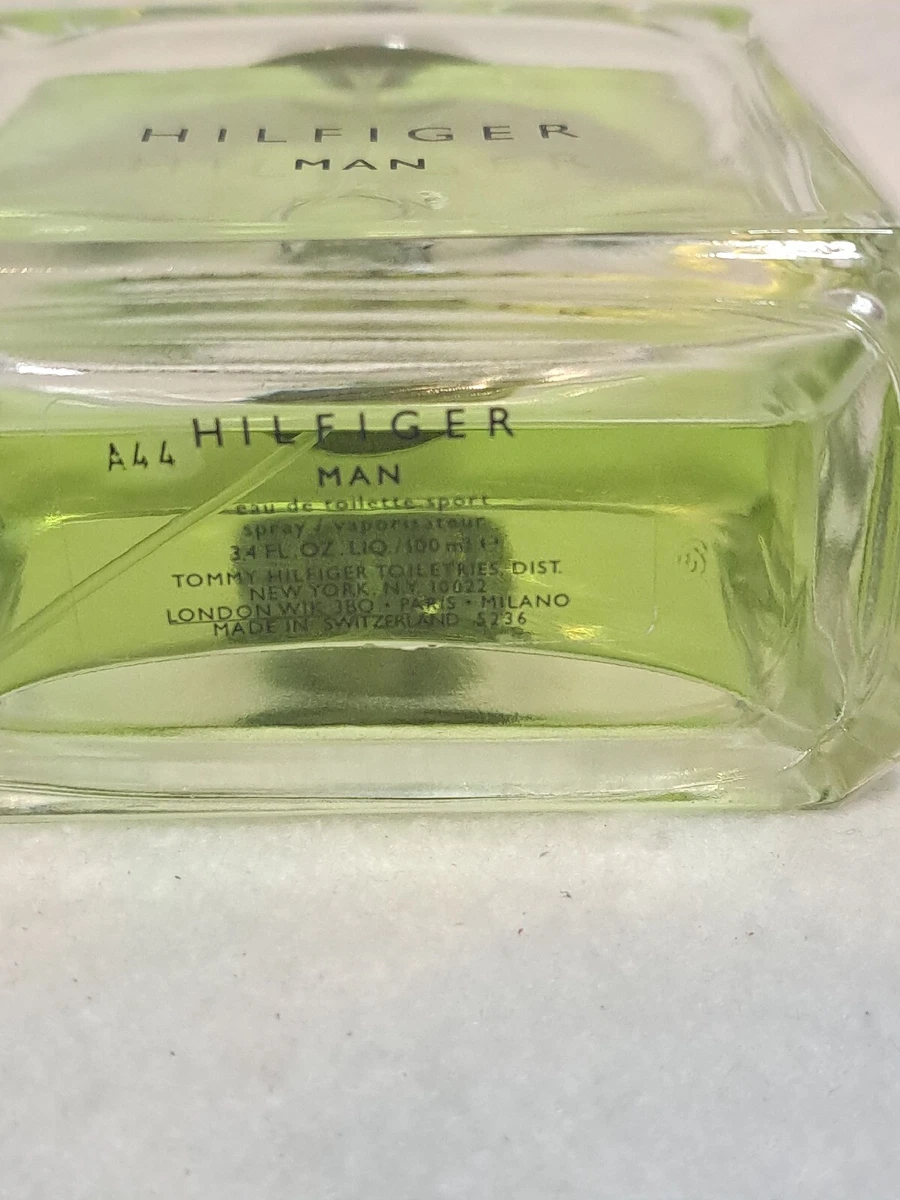 HILFIGER
MAN
A44 HILFIGER
MAN
eau de toilette sport
spray / vaporisateur
3.4 FL. OZ. LIQ./100 ml ℮
TOMMY HILFIGER TOILETRIES, DIST.
NEW YORK, N.Y. 10022
LONDON W1K 3BQ • PARIS • MILANO
MADE IN SWITZERLAND 5236